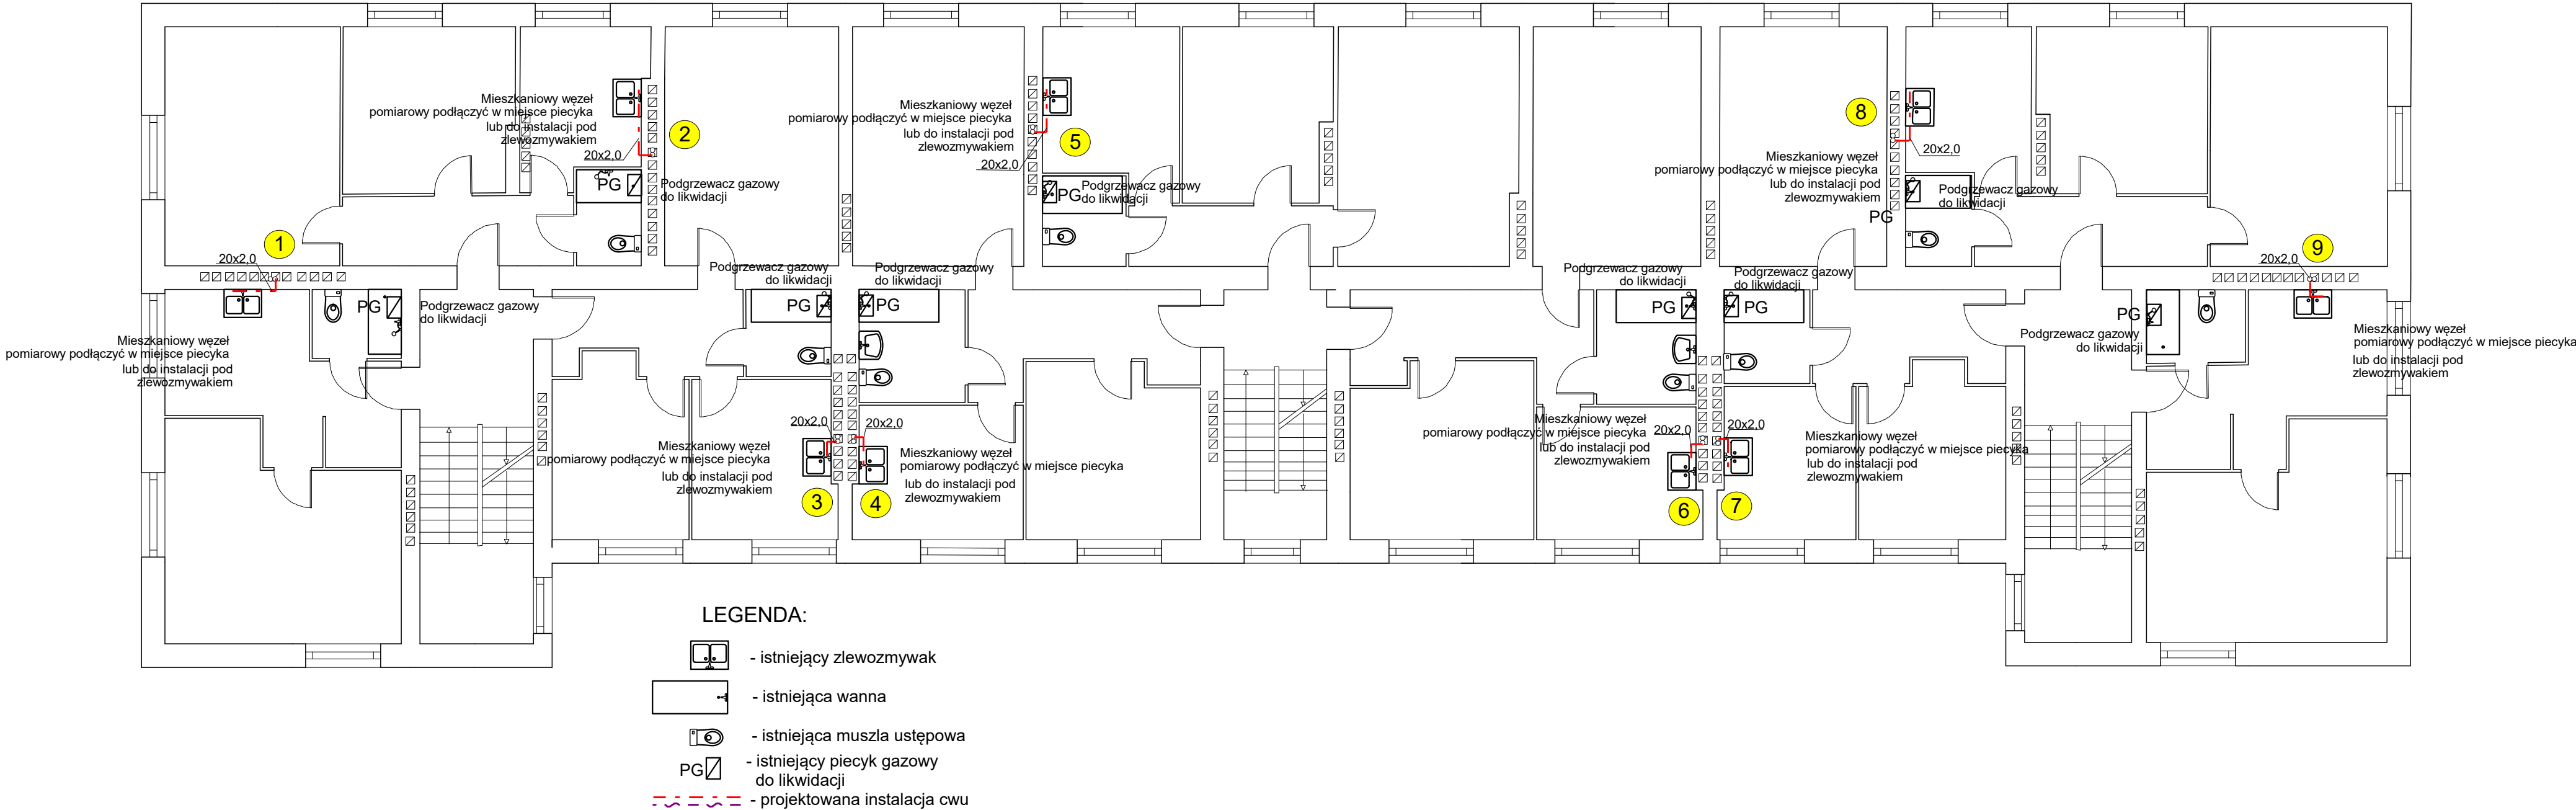 Mieszkaniowy węzeł
pomiarowy podłączyć w miejsce piecyka
lub do instalacji pod
zlewozmywakiem
20x2,0
2
PG
Podgrzewacz gazowy
do likwidacji
Mieszkaniowy węzeł
pomiarowy podłączyć w miejsce piecyka
lub do instalacji pod
zlewozmywakiem
20x2,0
5
PG
Podgrzewacz gazowy
do likwidacji
8
20x2,0
Mieszkaniowy węzeł
pomiarowy podłączyć w miejsce piecyka
lub do instalacji pod
zlewozmywakiem
PG
Podgrzewacz gazowy
do likwidacji
1
20x2,0
PG
Podgrzewacz gazowy
do likwidacji
Mieszkaniowy węzeł
pomiarowy podłączyć w miejsce piecyka
lub do instalacji pod
zlewozmywakiem
Podgrzewacz gazowy
do likwidacji
PG
Podgrzewacz gazowy
do likwidacji
PG
Podgrzewacz gazowy
do likwidacji
PG
Podgrzewacz gazowy
do likwidacji
PG
9
20x2,0
PG
Podgrzewacz gazowy
do likwidacji
Mieszkaniowy węzeł
pomiarowy podłączyć w miejsce piecyka
lub do instalacji pod
zlewozmywakiem
20x2,0
Mieszkaniowy węzeł
pomiarowy podłączyć w miejsce piecyka
lub do instalacji pod
zlewozmywakiem
3
20x2,0
Mieszkaniowy węzeł
pomiarowy podłączyć w miejsce piecyka
lub do instalacji pod
zlewozmywakiem
4
Mieszkaniowy węzeł
pomiarowy podłączyć w miejsce piecyka
lub do instalacji pod
zlewozmywakiem
20x2,0
6
20x2,0
Mieszkaniowy węzeł
pomiarowy podłączyć w miejsce piecyka
lub do instalacji pod
zlewozmywakiem
7
LEGENDA:
- istniejący zlewozmywak
- istniejąca wanna
- istniejąca muszla ustępowa
PG - istniejący piecyk gazowy
do likwidacji
- projektowana instalacja cwu